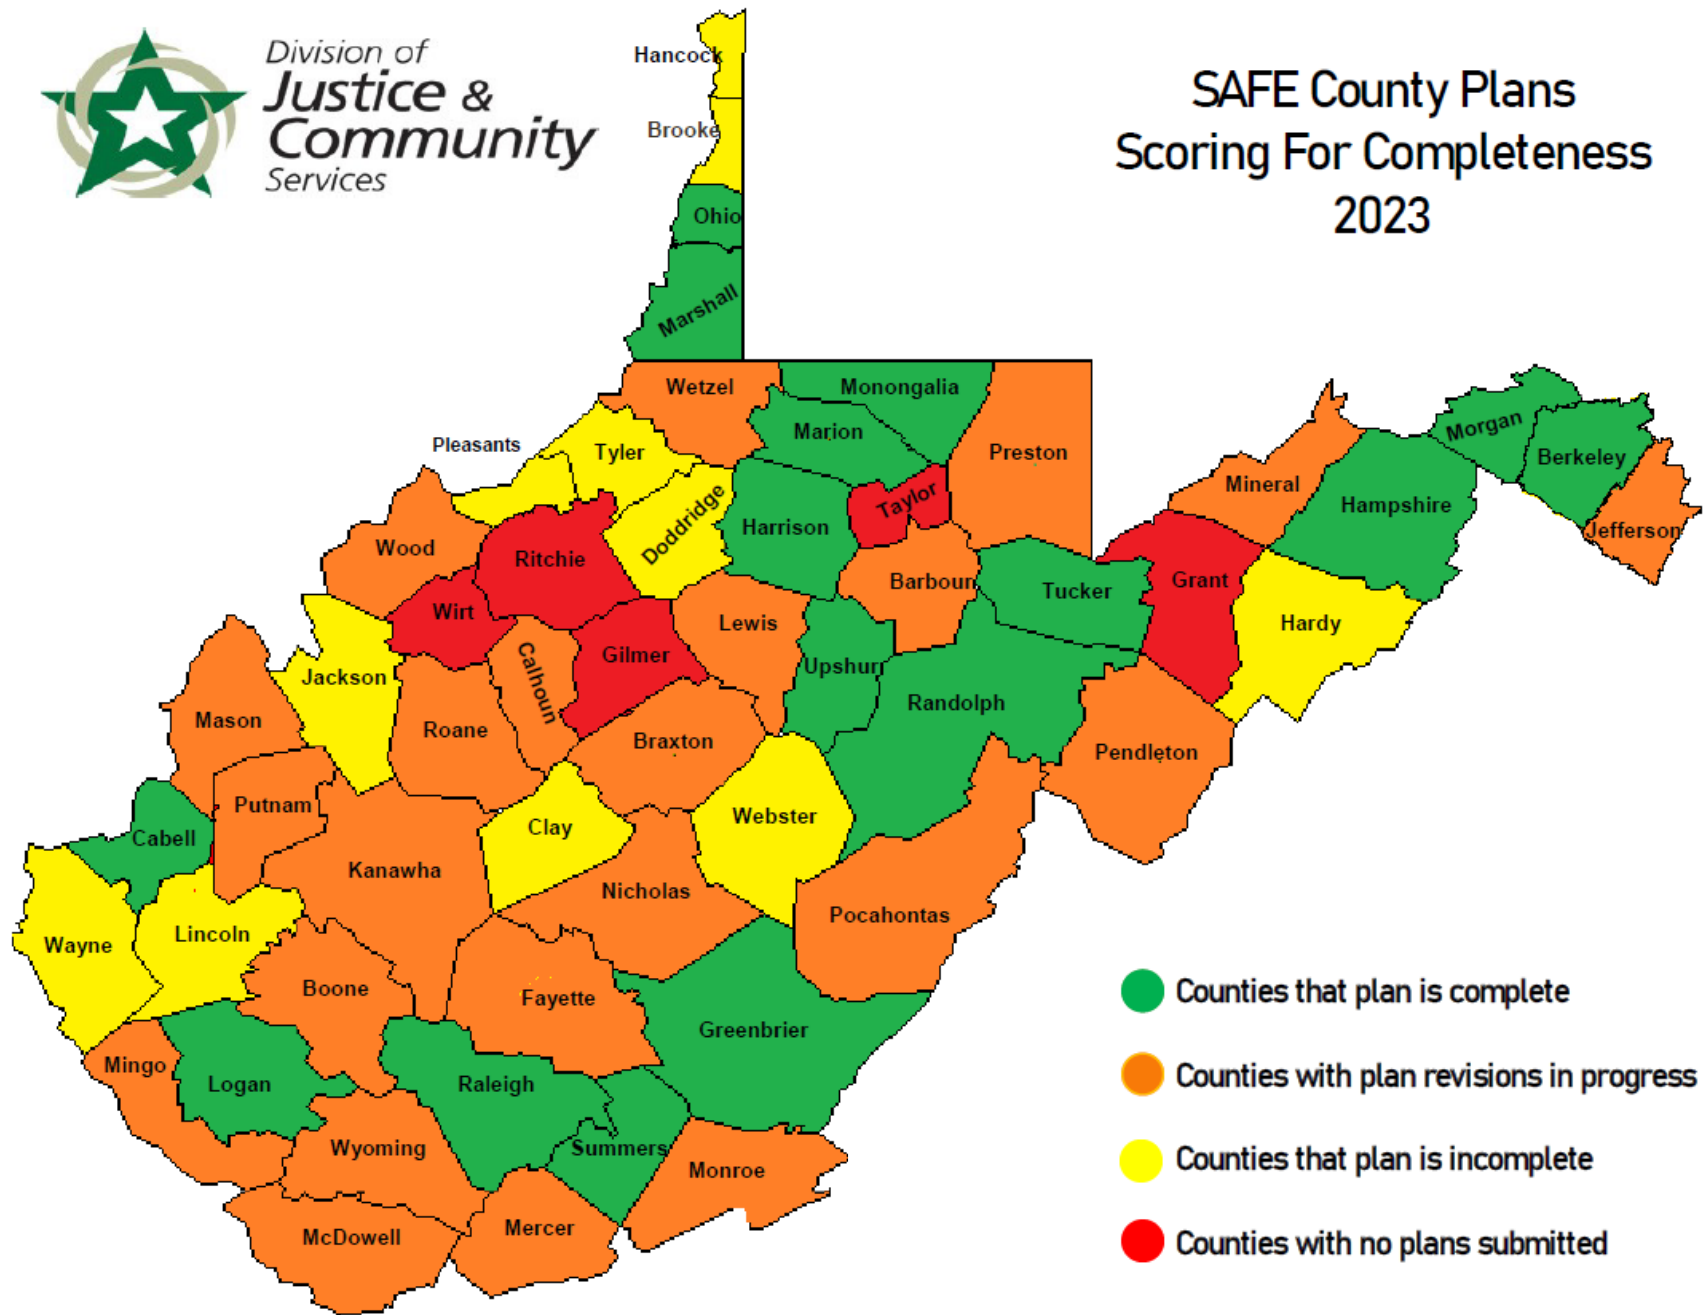 Division of
Justice &
Community
Services
SAFE County Plans
Scoring For Completeness
2023
Hancock
Brooke
Ohio
Marshall
Wetzel
Monongalia
Marion
Preston
Pleasants
Tyler
Doddridge
Harrison
Taylor
Mineral
Hampshire
Morgan
Berkeley
Jefferson
Wood
Ritchie
Barbour
Tucker
Grant
Hardy
Wirt
Lewis
Gilmer
Calhoun
Upshur
Randolph
Jackson
Mason
Roane
Braxton
Pendleton
Putnam
Cabell
Clay
Webster
Kanawha
Nicholas
Pocahontas
Wayne
Lincoln
Boone
Fayette
Greenbrier
Mingo
Logan
Raleigh
Wyoming
Summers
Monroe
McDowell
Mercer
Counties that plan is complete
Counties with plan revisions in progress
Counties that plan is incomplete
Counties with no plans submitted